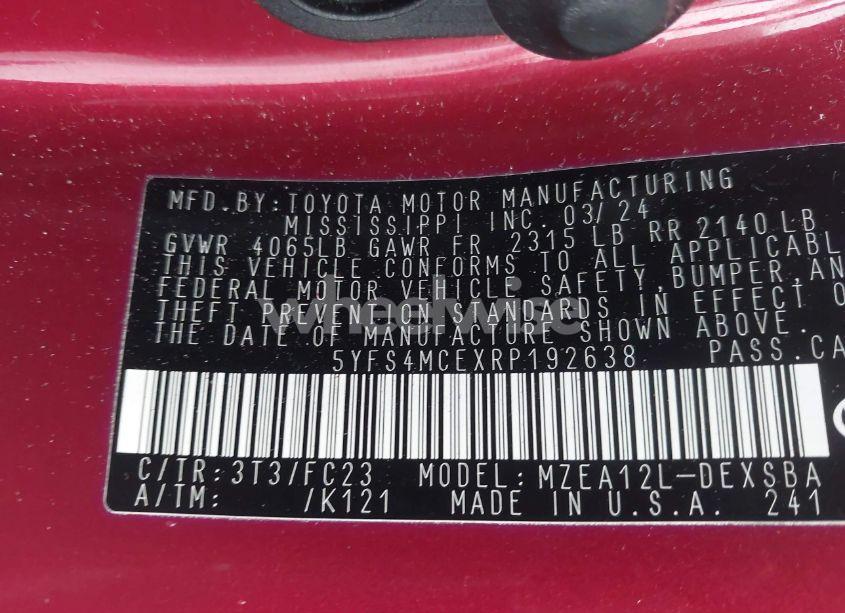 MFD.BY:TOYOTA MOTOR MANUFACTURING
MISSISSIPPI INC. 03/24
GVWR 4065LB GAWR FR 2315 LB RR 2140 LB
THIS VEHICLE CONFORMS TO ALL APPLICABL
FEDERAL MOTOR VEHICLE SAFETY,BUMPER,AN
THEFT PREVENTION STANDARDS IN EFFECT O
THE DATE OF MANUFACTURE SHOWN ABOVE.
wheelwise
5YFS4MCEXRP192638 PASS.CA
C/TR:3T3/FC23 MODEL:MZEA12L-DEXSBA
A/TM: /K121 MADE IN U.S.A. 241